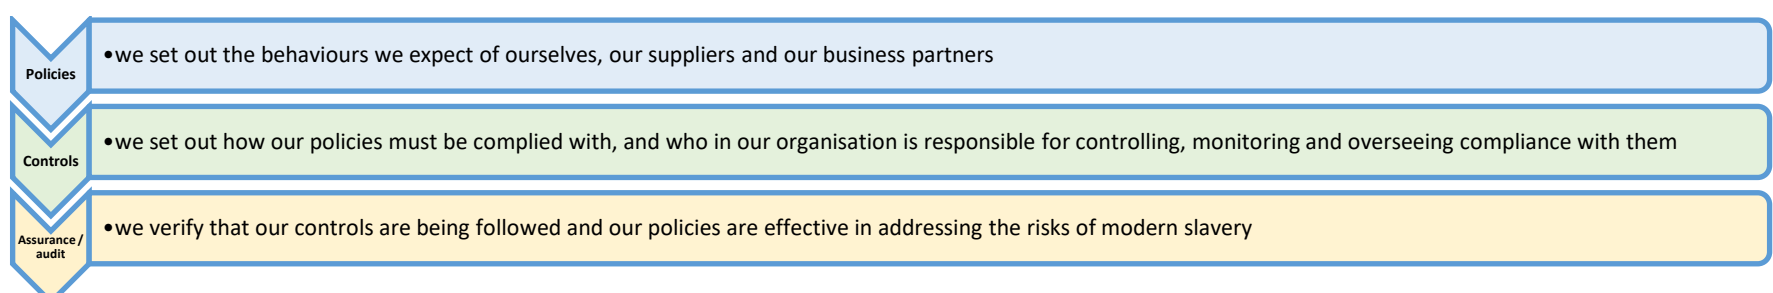 Policies
•we set out the behaviours we expect of ourselves, our suppliers and our business partners
Controls
•we set out how our policies must be complied with, and who in our organisation is responsible for controlling, monitoring and overseeing compliance with them
Assurance /
audit
•we verify that our controls are being followed and our policies are effective in addressing the risks of modern slavery